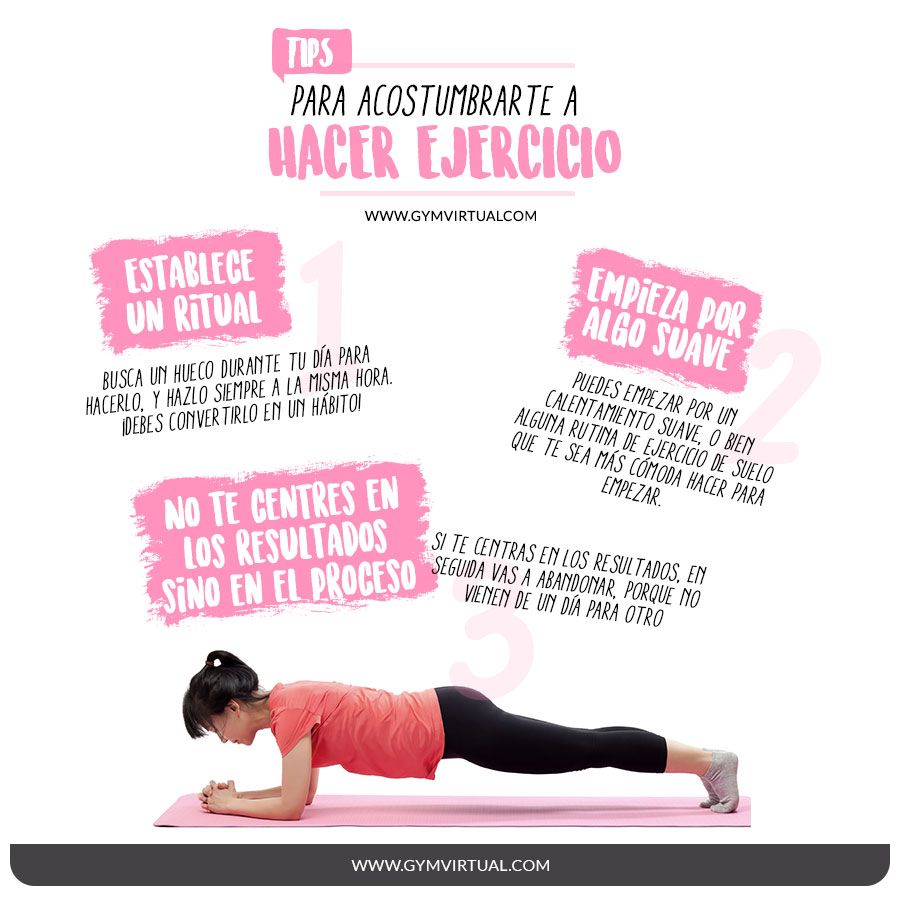 TIPS
PARA ACOSTUMBRARTE A
HACER EJERCICIO
WWW.GYMVIRTUAL.COM
1
ESTABLECE
UN RITUAL
BUSCA UN HUECO DURANTE TU DÍA PARA
HACERLO, Y HAZLO SIEMPRE A LA MISMA HORA.
¡DEBES CONVERTIRLO EN UN HÁBITO!
2
EMPIEZA POR
ALGO SUAVE
PUEDES EMPEZAR POR UN
CALENTAMIENTO SUAVE, O BIEN
ALGUNA RUTINA DE EJERCICIO DE SUELO
QUE TE SEA MÁS CÓMODA HACER PARA
EMPEZAR.
3
NO TE CENTRES EN
LOS RESULTADOS
SINO EN EL PROCESO
SI TE CENTRAS EN LOS RESULTADOS, EN
SEGUIDA VAS A ABANDONAR, PORQUE NO
VIENEN DE UN DÍA PARA OTRO
WWW.GYMVIRTUAL.COM